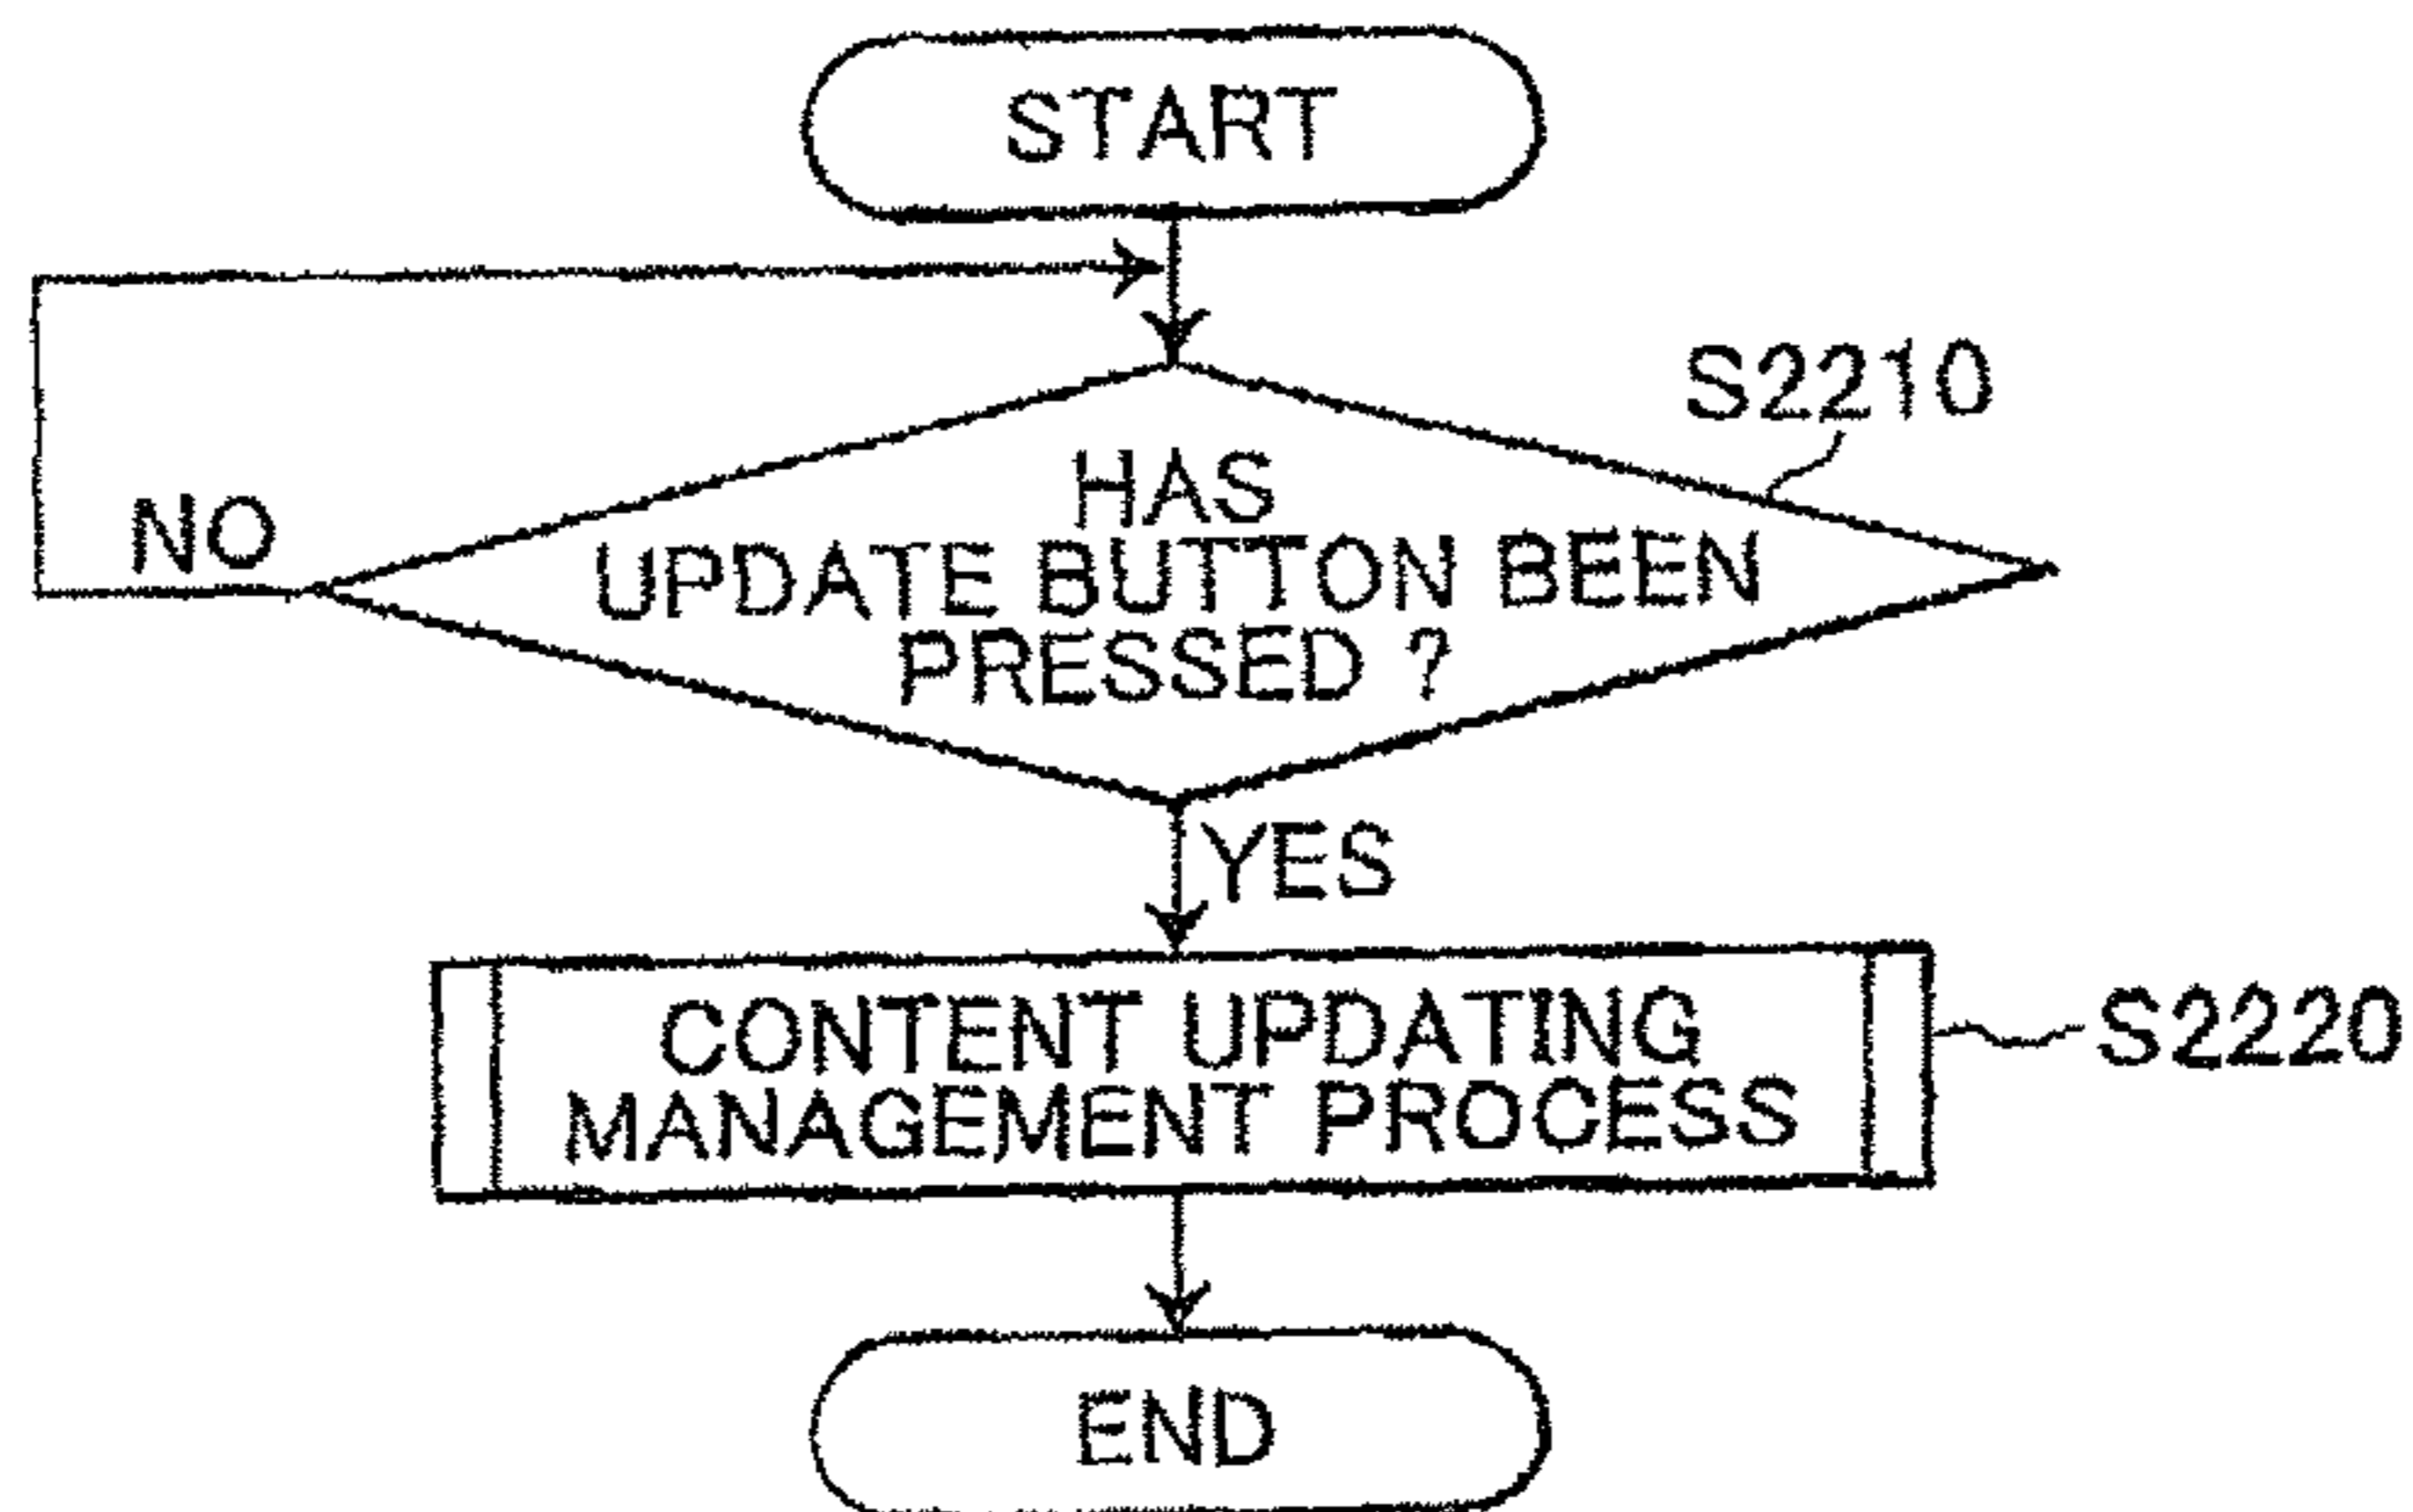 START
S2210
HAS
NO
UPDATE BUTTON BEEN
PRESSED ?
YES
CONTENT UPDATING
S2220
MANAGEMENT PROCESS
END